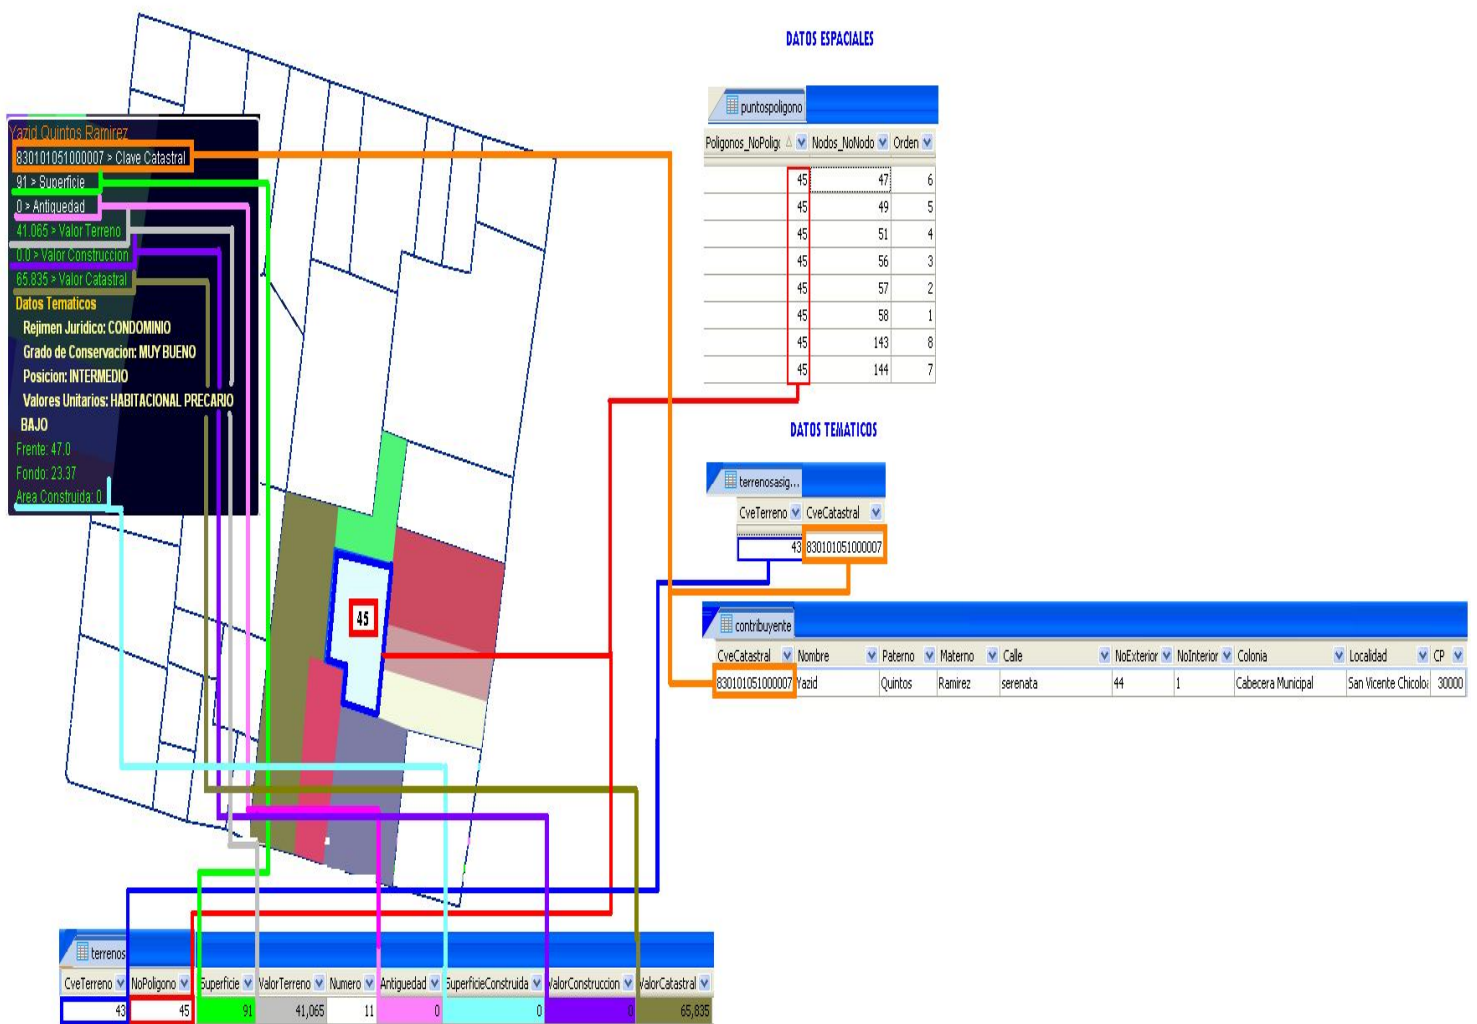 DATOS ESPACIALES
puntospoligono
Poligonos_NoPolig Nodos_NoNodo Orden
45 47 6
45 49 5
45 51 4
45 56 3
45 57 2
45 58 1
45 143 8
45 144 7
Yazid Quintos Ramirez
830101051000007 > Clave Catastral
91 > Superficie
0 > Antiguedad
41.065 > Valor Terreno
0.0 > Valor Construccion
65.835 > Valor Catastral
Datos Tematicos
Rejimen Juridico: CONDOMINIO
Grado de Conservacion: MUY BUENO
Posicion: INTERMEDIO
Valores Unitarios: HABITACIONAL PRECARIO
BAJO
Frente: 47.0
Fondo: 23.37
Area Construida: 0.
45
DATOS TEMATICOS
terrenosasig...
CveTerreno CveCatastral
43 830101051000007
contribuyente
CveCatastral Nombre Paterno Materno Calle NoExterior NoInterior Colonia Localidad CP
830101051000007 Yazid Quintos Ramirez serenata 44 1 Cabecera Municipal San Vicente Chicoloa 30000
terrenos
CveTerreno NoPoligono Superficie ValorTerreno Numero Antiguedad SuperficieConstruida ValorConstruccion ValorCatastral
43 45 91 41,065 11 0 0 0 65,835